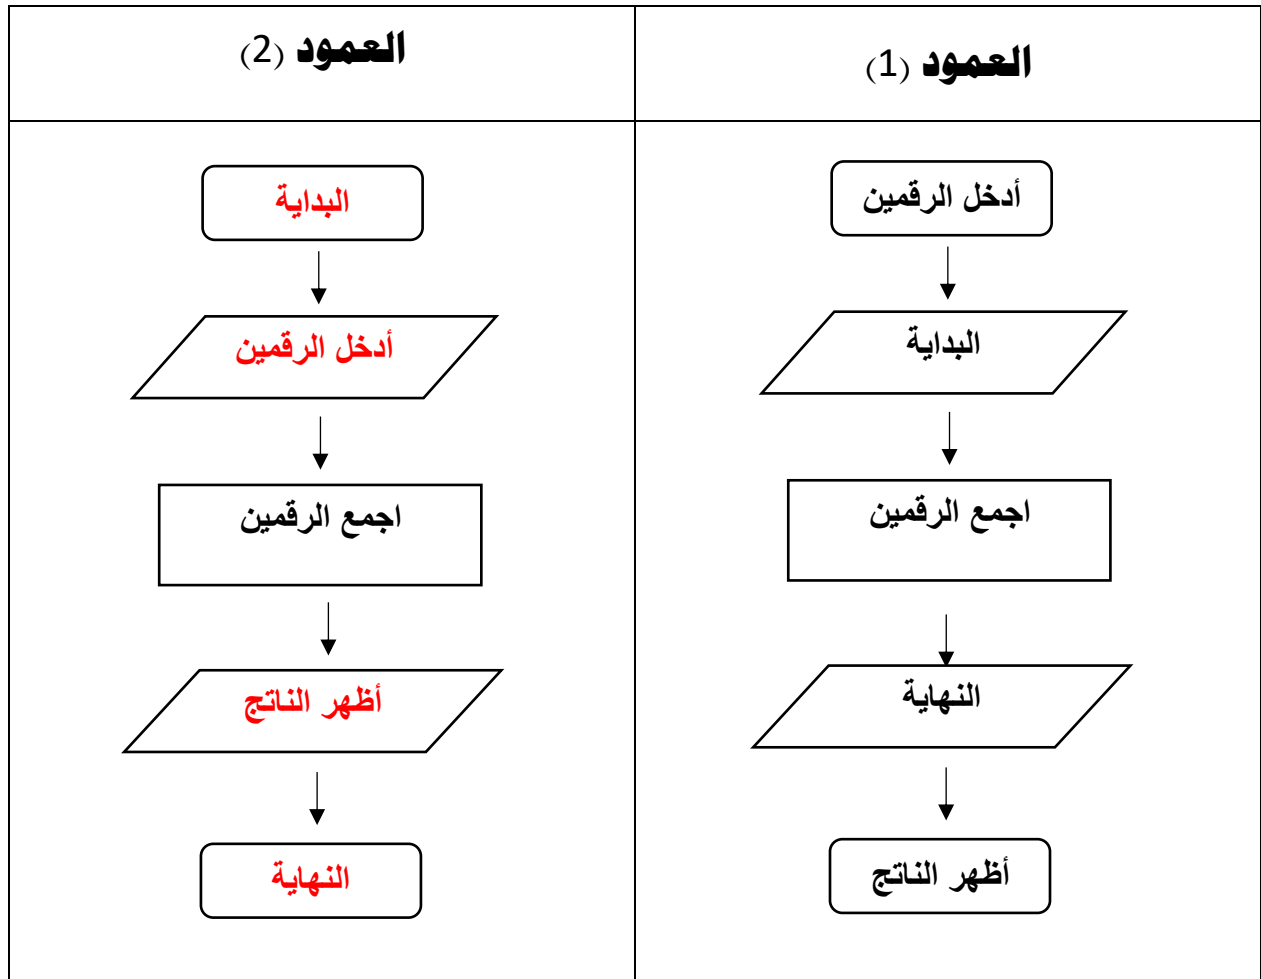 العمود (1)
أدخل الرقمين
البداية
اجمع الرقمين
النهاية
أظهر الناتج
العمود (2)
البداية
أدخل الرقمين
اجمع الرقمين
أظهر الناتج
النهاية